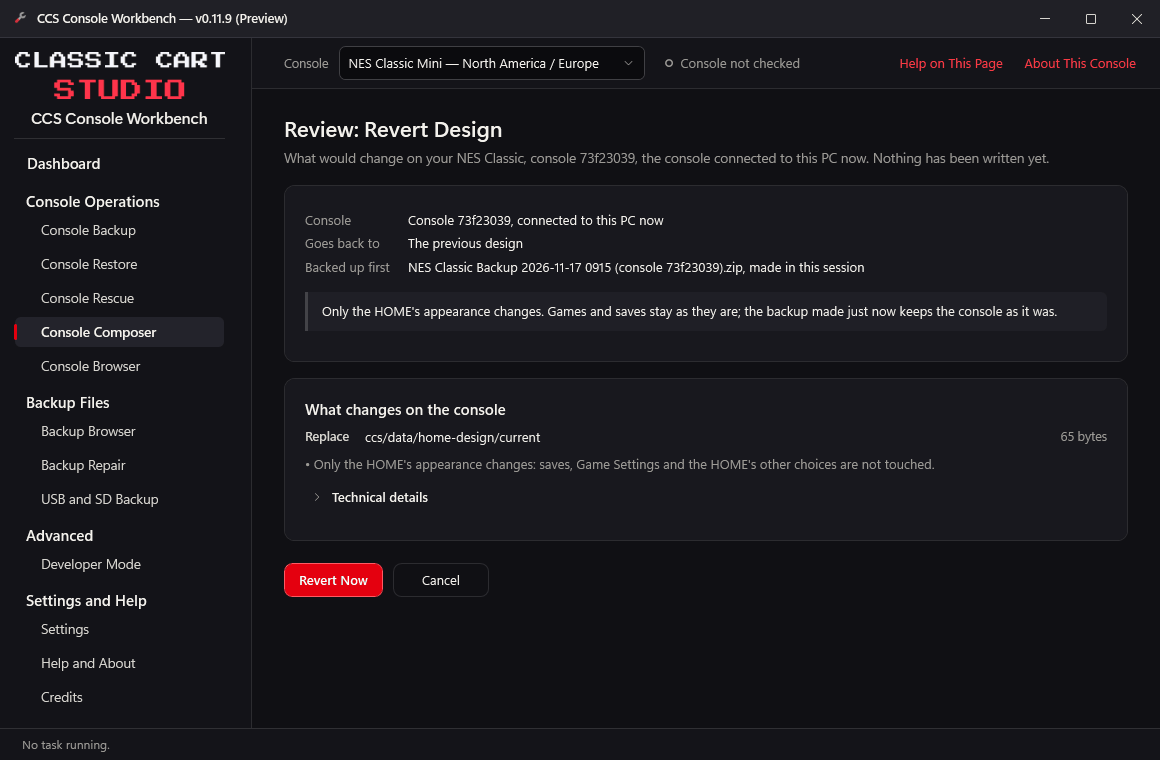 CCS Console Workbench — v0.11.9 (Preview)
CLASSIC CART
STUDIO
CCS Console Workbench
Dashboard
Console Operations
Console Backup
Console Restore
Console Rescue
Console Composer
Console Browser
Backup Files
Backup Browser
Backup Repair
USB and SD Backup
Advanced
Developer Mode
Settings and Help
Settings
Help and About
Credits
No task running.
Console
NES Classic Mini — North America / Europe
Console not checked
Help on This Page
About This Console
Review: Revert Design
What would change on your NES Classic, console 73f23039, the console connected to this PC now. Nothing has been written yet.
Console Console 73f23039, connected to this PC now
Goes back to The previous design
Backed up first NES Classic Backup 2026-11-17 0915 (console 73f23039).zip, made in this session
Only the HOME's appearance changes. Games and saves stay as they are; the backup made just now keeps the console as it was.
What changes on the console
Replace ccs/data/home-design/current 65 bytes
• Only the HOME's appearance changes: saves, Game Settings and the HOME's other choices are not touched.
Technical details
Revert Now
Cancel